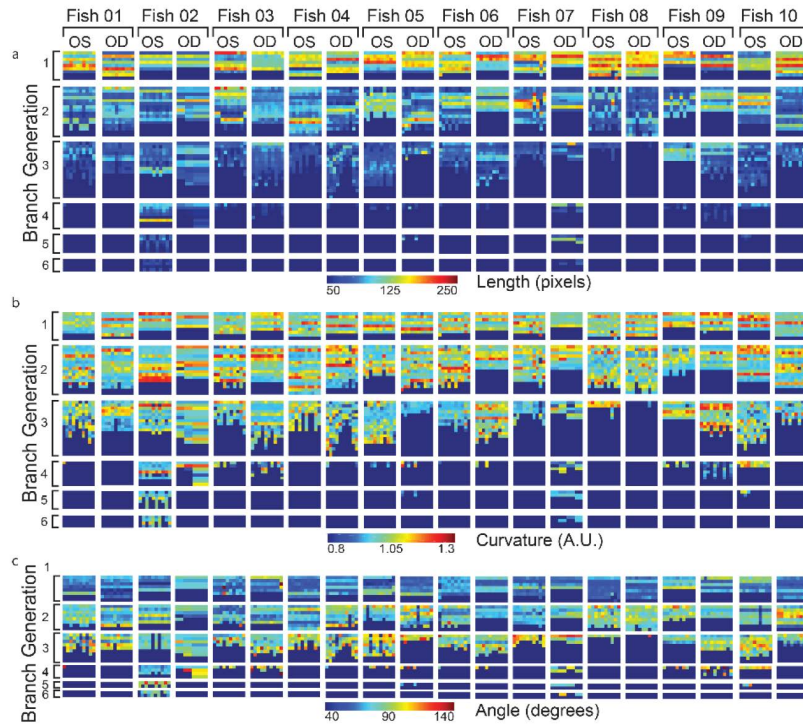 Fish 01 Fish 02 Fish 03 Fish 04 Fish 05 Fish 06 Fish 07 Fish 08 Fish 09 Fish 10
OS OD OS OD OS OD OS OD OS OD OS OD OS OD OS OD OS OD OS OD
a
Branch Generation
1
2
3
4
5
6
50 125 250
Length (pixels)
b
Branch Generation
1
2
3
4
5
6
0.8 1.05 1.3
Curvature (A.U.)
c
Branch Generation
1
2
3
4
5
6
40 90 140
Angle (degrees)